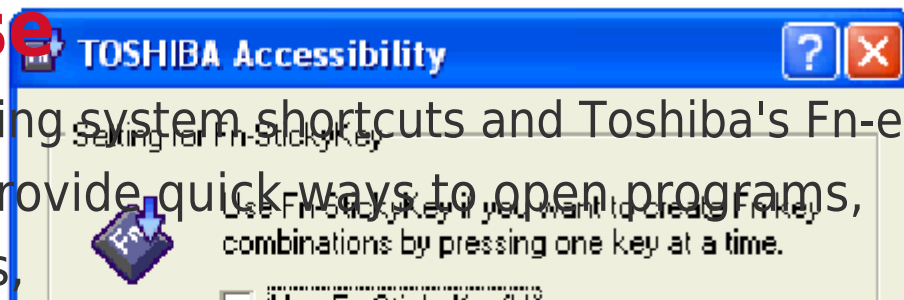 se
TOSHIBA Accessibility
ing system shortcuts and Toshiba's Fn-e
Setting for Fn-StickyKey
rovide quick ways to open programs,
Use Fn-StickyKey if you want to create Fn Key
combinations by pressing one key at a time.
s,